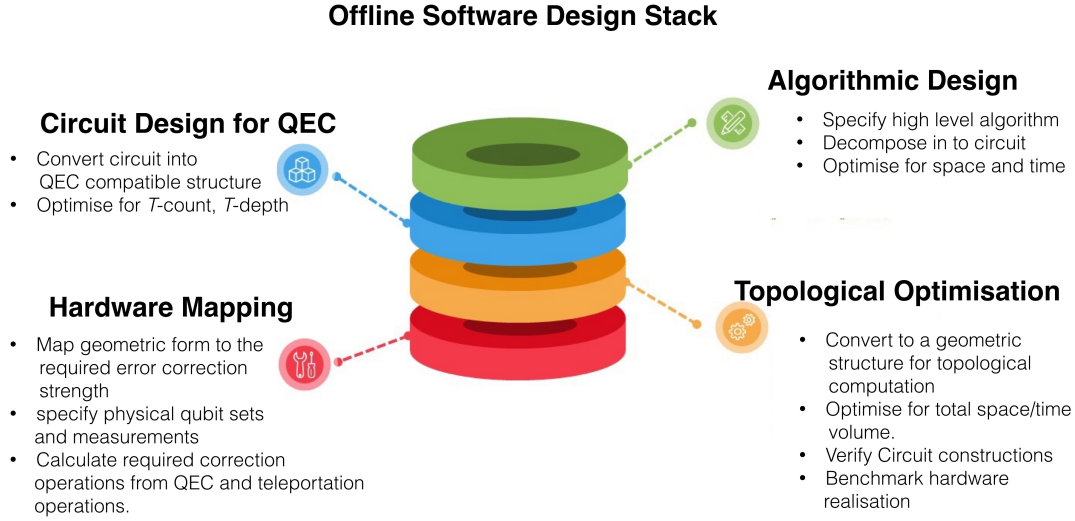 Offline Software Design Stack
Algorithmic Design
• Specify high level algorithm
• Decompose in to circuit
• Optimise for space and time
Circuit Design for QEC
• Convert circuit into
QEC compatible structure
• Optimise for T-count, T-depth
Topological Optimisation
• Convert to a geometric
structure for topological
computation
• Optimise for total space/time
volume.
• Verify Circuit constructions
• Benchmark hardware
realisation
Hardware Mapping
• Map geometric form to the
required error correction
strength
• specify physical qubit sets
and measurements
• Calculate required correction
operations from QEC and teleportation
operations.